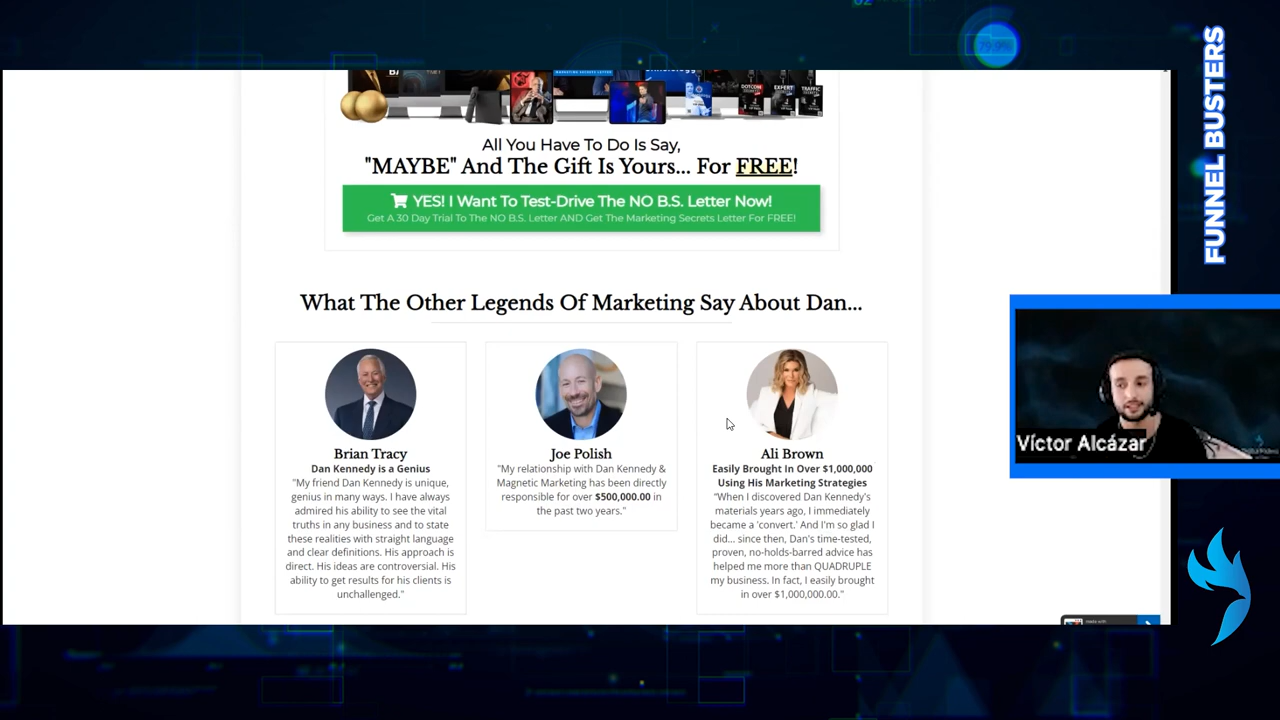 79.9%
FUNNEL BUSTERS
All You Have To Do Is Say,
"MAYBE" And The Gift Is Yours... For FREE!
YES! I Want To Test-Drive The NO B.S. Letter Now!
Get A 30 Day Trial To The NO B.S. Letter AND Get The Marketing Secrets Letter For FREE!
What The Other Legends Of Marketing Say About Dan...
Brian Tracy
Dan Kennedy is a Genius
"My friend Dan Kennedy is unique,
genius in many ways. I have always
admired his ability to see the vital
truths in any business and to state
these realities with straight language
and clear definitions. His approach is
direct. His ideas are controversial. His
ability to get results for his clients is
unchallenged."
Joe Polish
"My relationship with Dan Kennedy &
Magnetic Marketing has been directly
responsible for over $500,000.00 in
the past two years."
Ali Brown
Easily Brought In Over $1,000,000
Using His Marketing Strategies
"When I discovered Dan Kennedy's
materials years ago, I immediately
became a 'convert.' And I'm so glad I
did... since then, Dan's time-tested,
proven, no-holds-barred advice has
helped me more than QUADRUPLE
my business. In fact, I easily brought
in over $1,000,000.00."
Víctor Alcázar